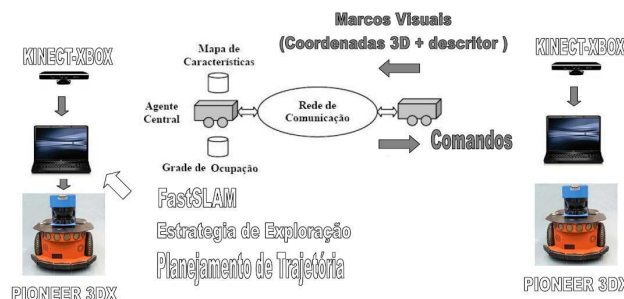 Marcos Visuais
(Coordenadas 3D + descritor )
KINECT-XBOX
Mapa de
Características
KINECT-XBOX
Agente
Central
Rede de
Comunicação
Comandos
Grade de Ocupação
FastSLAM
Estrategia de Exploração
Planejamento de Trajetória
PIONEER 3DX
PIONEER 3DX